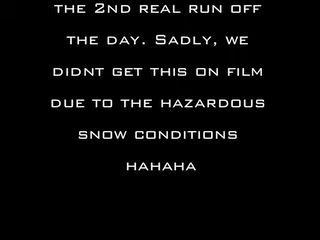 the 2nd real run off
the day. Sadly, we
didnt get this on film
due to the hazardous
snow conditions
hahaha